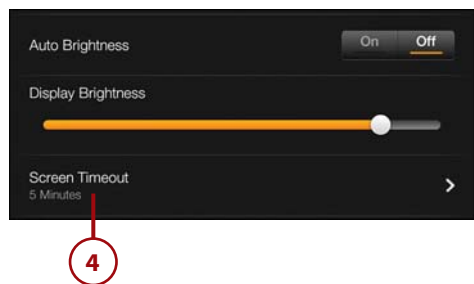 Auto Brightness On Off
Display Brightness
Screen Timeout
5 Minutes
4